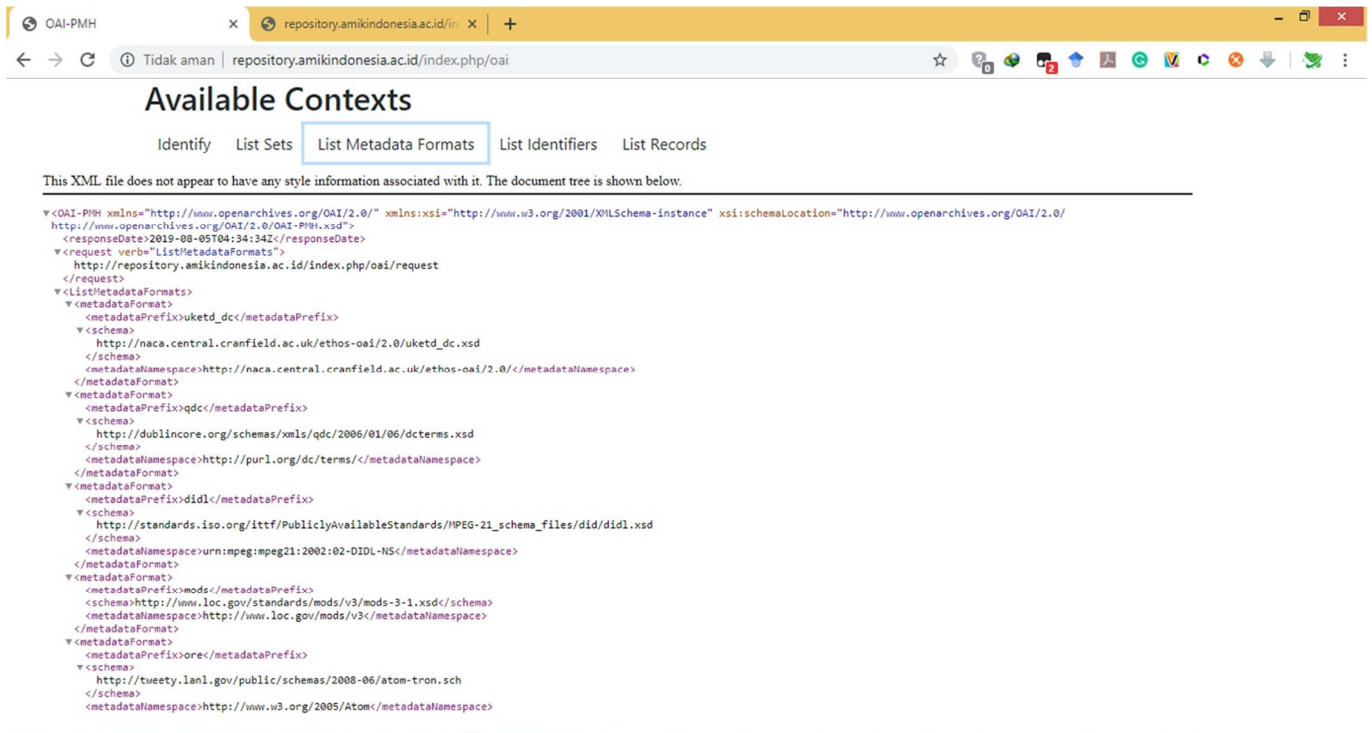 OAI-PMH
repository.amikindonesia.ac.id/in
Tidak aman | repository.amikindonesia.ac.id/index.php/oai
0
2
Available Contexts
Identify List Sets List Metadata Formats List Identifiers List Records
This XML file does not appear to have any style information associated with it. The document tree is shown below.
▼<OAI-PMH xmlns="http://www.openarchives.org/OAI/2.0/" xmlns:xsi="http://www.w3.org/2001/XMLSchema-instance" xsi:schemaLocation="http://www.openarchives.org/OAI/2.0/
http://www.openarchives.org/OAI/2.0/OAI-PMH.xsd">
<responseDate>2019-08-05T04:34:34Z</responseDate>
▼<request verb="ListMetadataFormats">
http://repository.amikindonesia.ac.id/index.php/oai/request
</request>
▼<ListMetadataFormats>
▼<metadataFormat>
<metadataPrefix>uketd_dc</metadataPrefix>
▼<schema>
http://naca.central.cranfield.ac.uk/ethos-oai/2.0/uketd_dc.xsd
</schema>
<metadataNamespace>http://naca.central.cranfield.ac.uk/ethos-oai/2.0/</metadataNamespace>
</metadataFormat>
▼<metadataFormat>
<metadataPrefix>qdc</metadataPrefix>
▼<schema>
http://dublincore.org/schemas/xmls/qdc/2006/01/06/dcterms.xsd
</schema>
<metadataNamespace>http://purl.org/dc/terms/</metadataNamespace>
</metadataFormat>
▼<metadataFormat>
<metadataPrefix>didl</metadataPrefix>
▼<schema>
http://standards.iso.org/ittf/PubliclyAvailableStandards/MPEG-21_schema_files/did/didl.xsd
</schema>
<metadataNamespace>urn:mpeg:mpeg21:2002:02-DIDL-NS</metadataNamespace>
</metadataFormat>
▼<metadataFormat>
<metadataPrefix>mods</metadataPrefix>
<schema>http://www.loc.gov/standards/mods/v3/mods-3-1.xsd</schema>
<metadataNamespace>http://www.loc.gov/mods/v3</metadataNamespace>
</metadataFormat>
▼<metadataFormat>
<metadataPrefix>ore</metadataPrefix>
▼<schema>
http://tweety.lanl.gov/public/schemas/2008-06/atom-tron.sch
</schema>
<metadataNamespace>http://www.w3.org/2005/Atom</metadataNamespace>